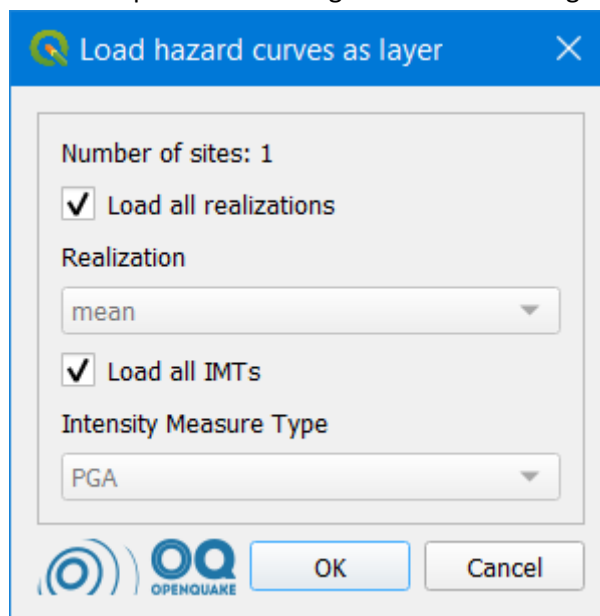 Load hazard curves as layer
Number of sites: 1
Load all realizations
Realization
mean
Load all IMTs
Intensity Measure Type
PGA
OQ
OPENQUAKE
OK
Cancel